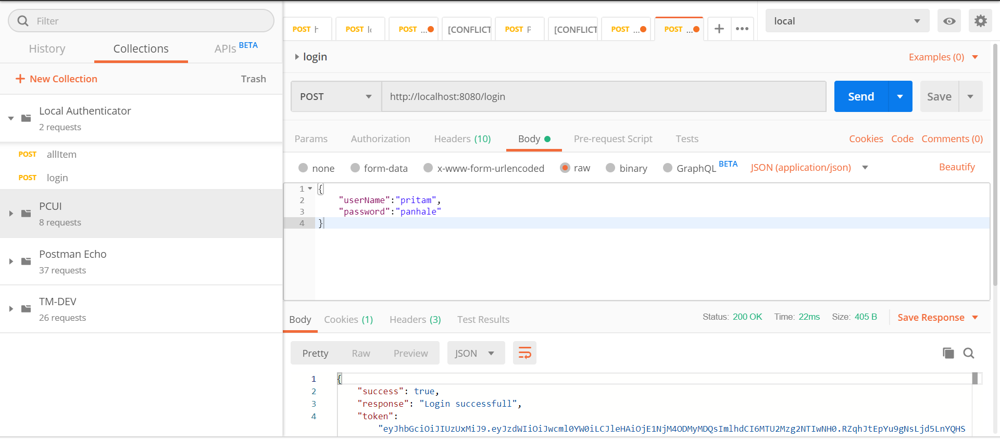 Filter
History
Collections
APIs BETA
+ New Collection
Trash
Local Authenticator
2 requests
POST allItem
POST login
PCUI
8 requests
Postman Echo
37 requests
TM-DEV
26 requests
POST
POST
POST ...
[CONFLICT
POST
[CONFLICT
POST ...
POST ...
local
login
Examples (0)
POST
http://localhost:8080/login
Send
Save
Params
Authorization
Headers (10)
Body
Pre-request Script
Tests
Cookies
Code
Comments (0)
none
form-data
x-www-form-urlencoded
raw
binary
GraphQL BETA
JSON (application/json)
Beautify
1 {
2 "userName":"pritam",
3 "password":"panhale"
4 }
Body
Cookies (1)
Headers (3)
Test Results
Status: 200 OK
Time: 22ms
Size: 405 B
Save Response
Pretty
Raw
Preview
JSON
1 {
2 "success": true,
3 "response": "Login successfull",
4 "token":
"eyJhbGciOiJIUzUxMiJ9.eyJzdWIiOiJwcml0YW0iLCJleHAiOjE1NjM4ODMyMDQsImlhdCI6MTU2Mzg2NTIwNH0.RZqhJtEpYu9gNsLjd5LnYQHS